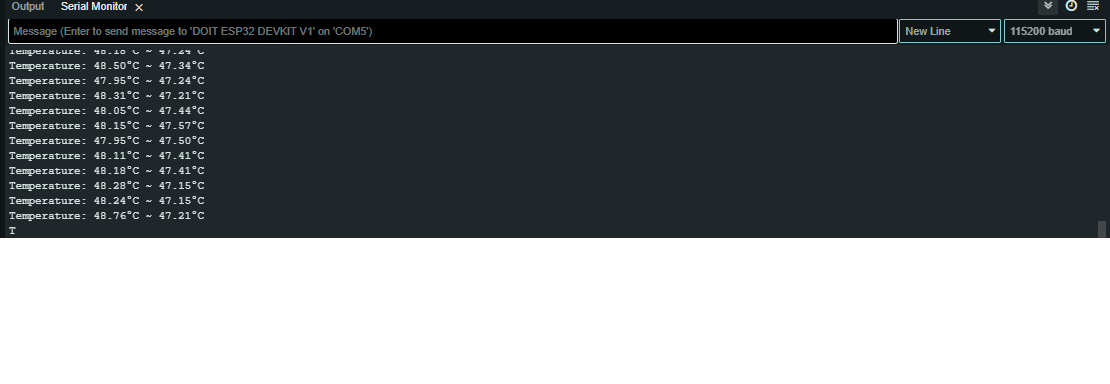 Output Serial Monitor
Message (Enter to send message to 'DOIT ESP32 DEVKIT V1' on 'COM5') New Line 115200 baud
Temperature: 48.18°C ~ 47.24°C
Temperature: 48.50°C ~ 47.34°C
Temperature: 47.95°C ~ 47.24°C
Temperature: 48.31°C ~ 47.21°C
Temperature: 48.05°C ~ 47.44°C
Temperature: 48.15°C ~ 47.57°C
Temperature: 47.95°C ~ 47.50°C
Temperature: 48.11°C ~ 47.41°C
Temperature: 48.18°C ~ 47.41°C
Temperature: 48.28°C ~ 47.15°C
Temperature: 48.24°C ~ 47.15°C
Temperature: 48.76°C ~ 47.21°C
T